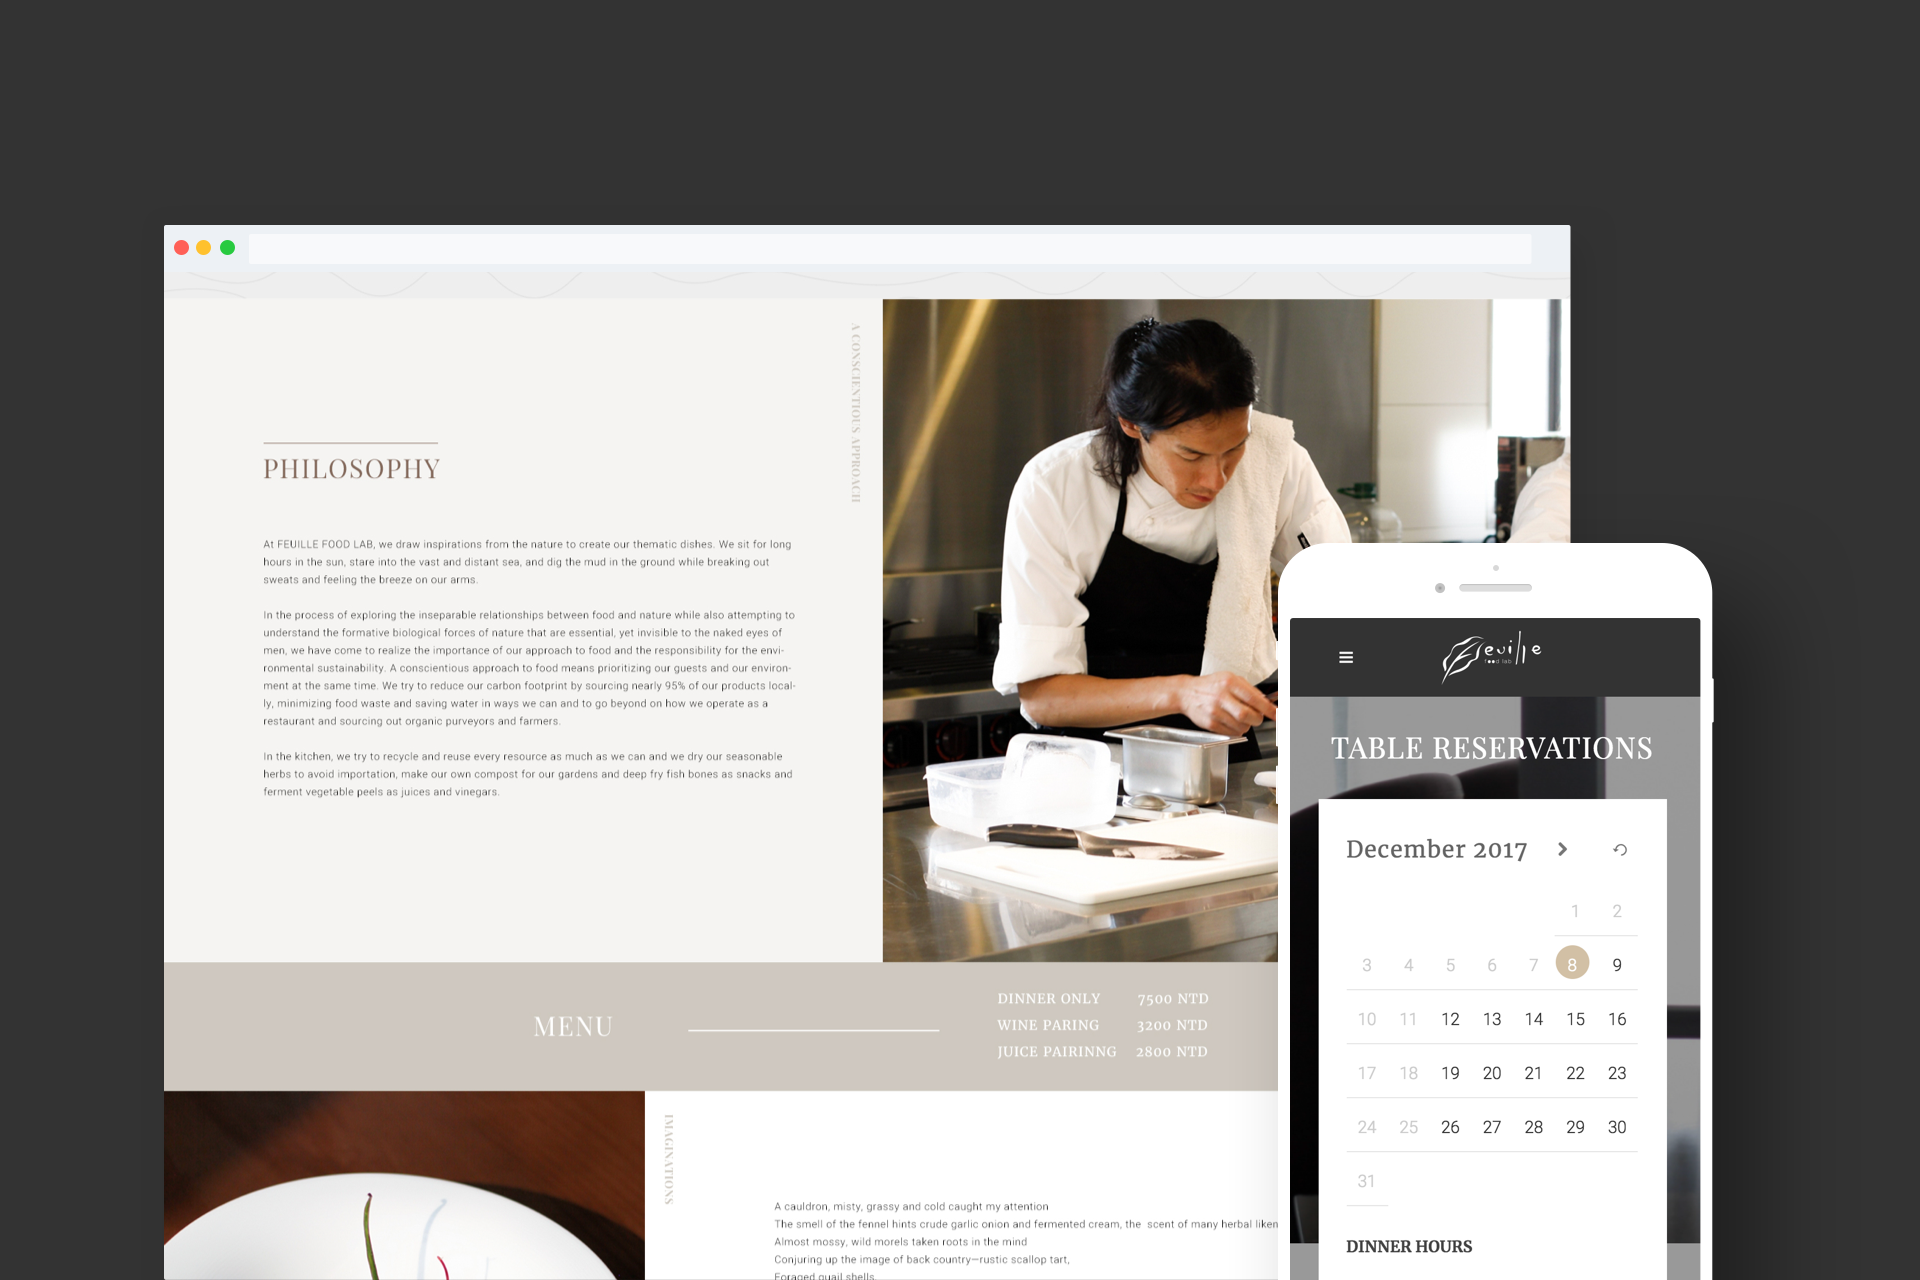 A CONSCIENTIOUS APPROACH
PHILOSOPHY
At FEUILLE FOOD LAB, we draw inspirations from the nature to create our thematic dishes. We sit for long
hours in the sun, stare into the vast and distant sea, and dig the mud in the ground while breaking out
sweats and feeling the breeze on our arms.
In the process of exploring the inseparable relationships between food and nature while also attempting to
understand the formative biological forces of nature that are essential, yet invisible to the naked eyes of
men, we have come to realize the importance of our approach to food and the responsibility for the envi-
ronmental sustainability. A conscientious approach to food means prioritizing our guests and our environ-
ment at the same time. We try to reduce our carbon footprint by sourcing nearly 95% of our products local-
ly, minimizing food waste and saving water in ways we can and to go beyond on how we operate as a
restaurant and sourcing out organic purveyors and farmers.
In the kitchen, we try to recycle and reuse every resource as much as we can and we dry our seasonable
herbs to avoid importation, make our own compost for our gardens and deep fry fish bones as snacks and
ferment vegetable peels as juices and vinegars.
MENU
DINNER ONLY 7500 NTD
WINE PARING 3200 NTD
JUICE PAIRINNG 2800 NTD
IMAGINATIONS
A cauldron, misty, grassy and cold caught my attention
The smell of the fennel hints crude garlic onion and fermented cream, the scent of many herbal liken
Almost mossy, wild morels taken roots in the mind
Conjuring up the image of back country—rustic scallop tart,
Foraged quail shells
feuille
food lab
TABLE RESERVATIONS
December 2017
1 2
3 4 5 6 7 8 9
10 11 12 13 14 15 16
17 18 19 20 21 22 23
24 25 26 27 28 29 30
31
DINNER HOURS